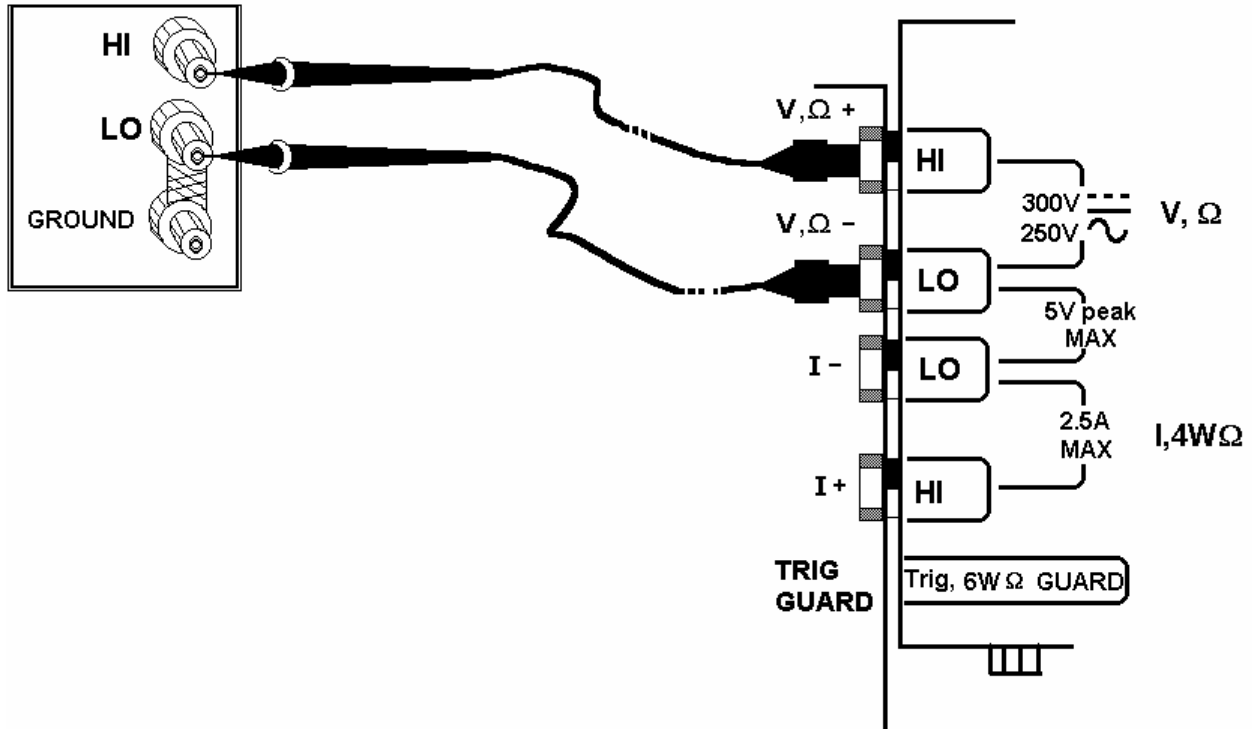 HI
LO
GROUND
V,Ω +
V,Ω −
I −
I +
TRIG
GUARD
HI
LO
LO
HI
300V
250V
V, Ω
5V peak
MAX
2.5A
MAX
I,4WΩ
Trig, 6W Ω GUARD